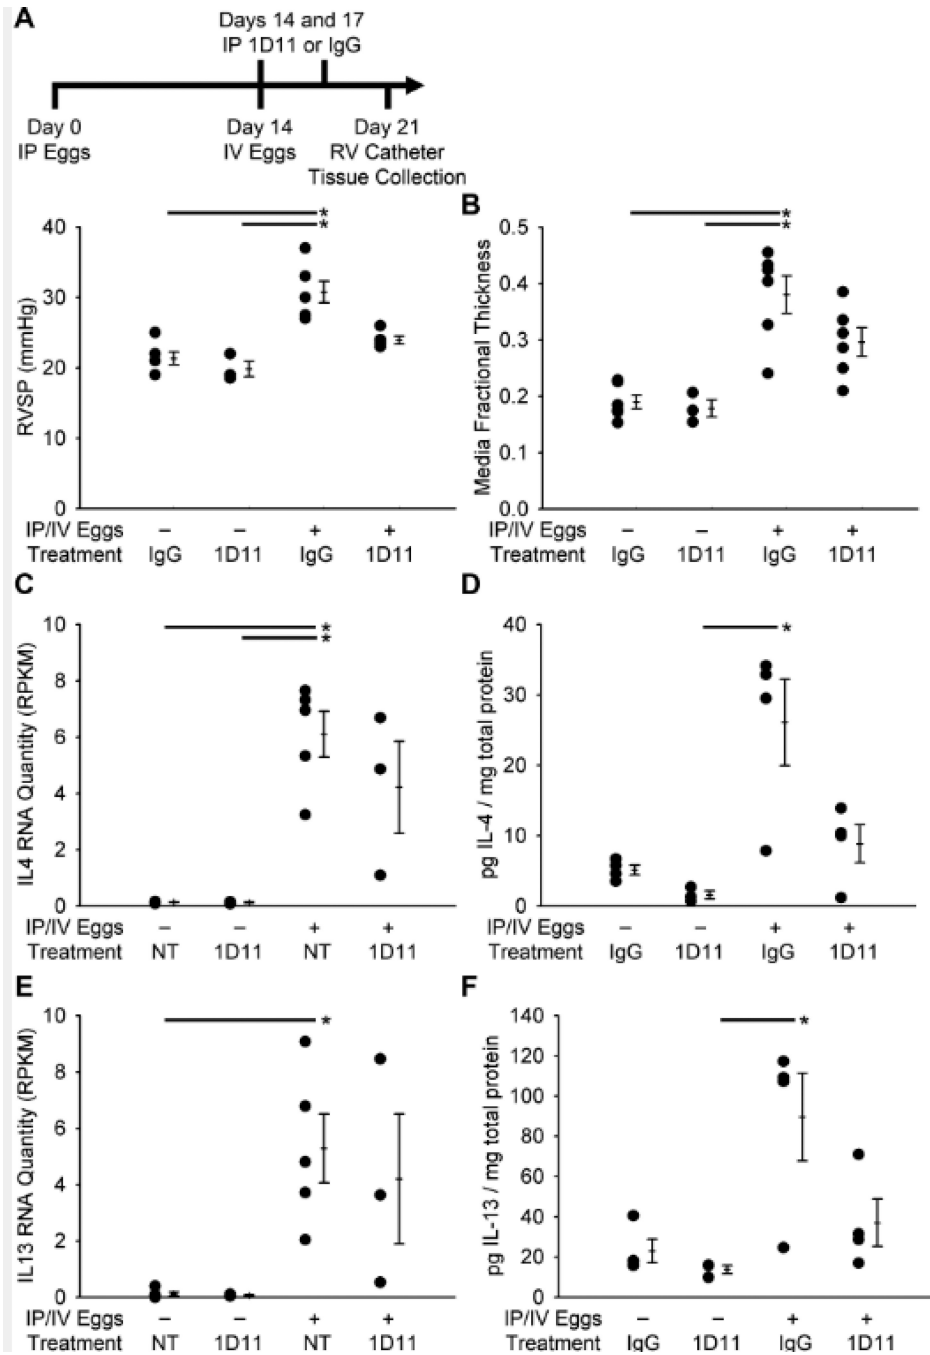 A
Days 14 and 17
IP 1D11 or IgG
Day 0
IP Eggs
Day 14
IV Eggs
Day 21
RV Catheter
Tissue Collection
*
*
40
30
20
10
0
RVSP (mmHg)
IP/IV Eggs – – + +
Treatment IgG 1D11 IgG 1D11
B
*
*
0.5
0.4
0.3
0.2
0.1
0.0
Media Fractional Thickness
– – + +
IgG 1D11 IgG 1D11
C
*
*
10
8
6
4
2
0
IL4 RNA Quantity (RPKM)
IP/IV Eggs – – + +
Treatment NT 1D11 NT 1D11
D
*
40
30
20
10
0
pg IL-4 / mg total protein
IP/IV Eggs – – + +
Treatment IgG 1D11 IgG 1D11
E
*
10
8
6
4
2
0
IL13 RNA Quantity (RPKM)
IP/IV Eggs – – + +
Treatment NT 1D11 NT 1D11
F
*
140
120
100
80
60
40
20
0
pg IL-13 / mg total protein
IP/IV Eggs – – + +
Treatment IgG 1D11 IgG 1D11